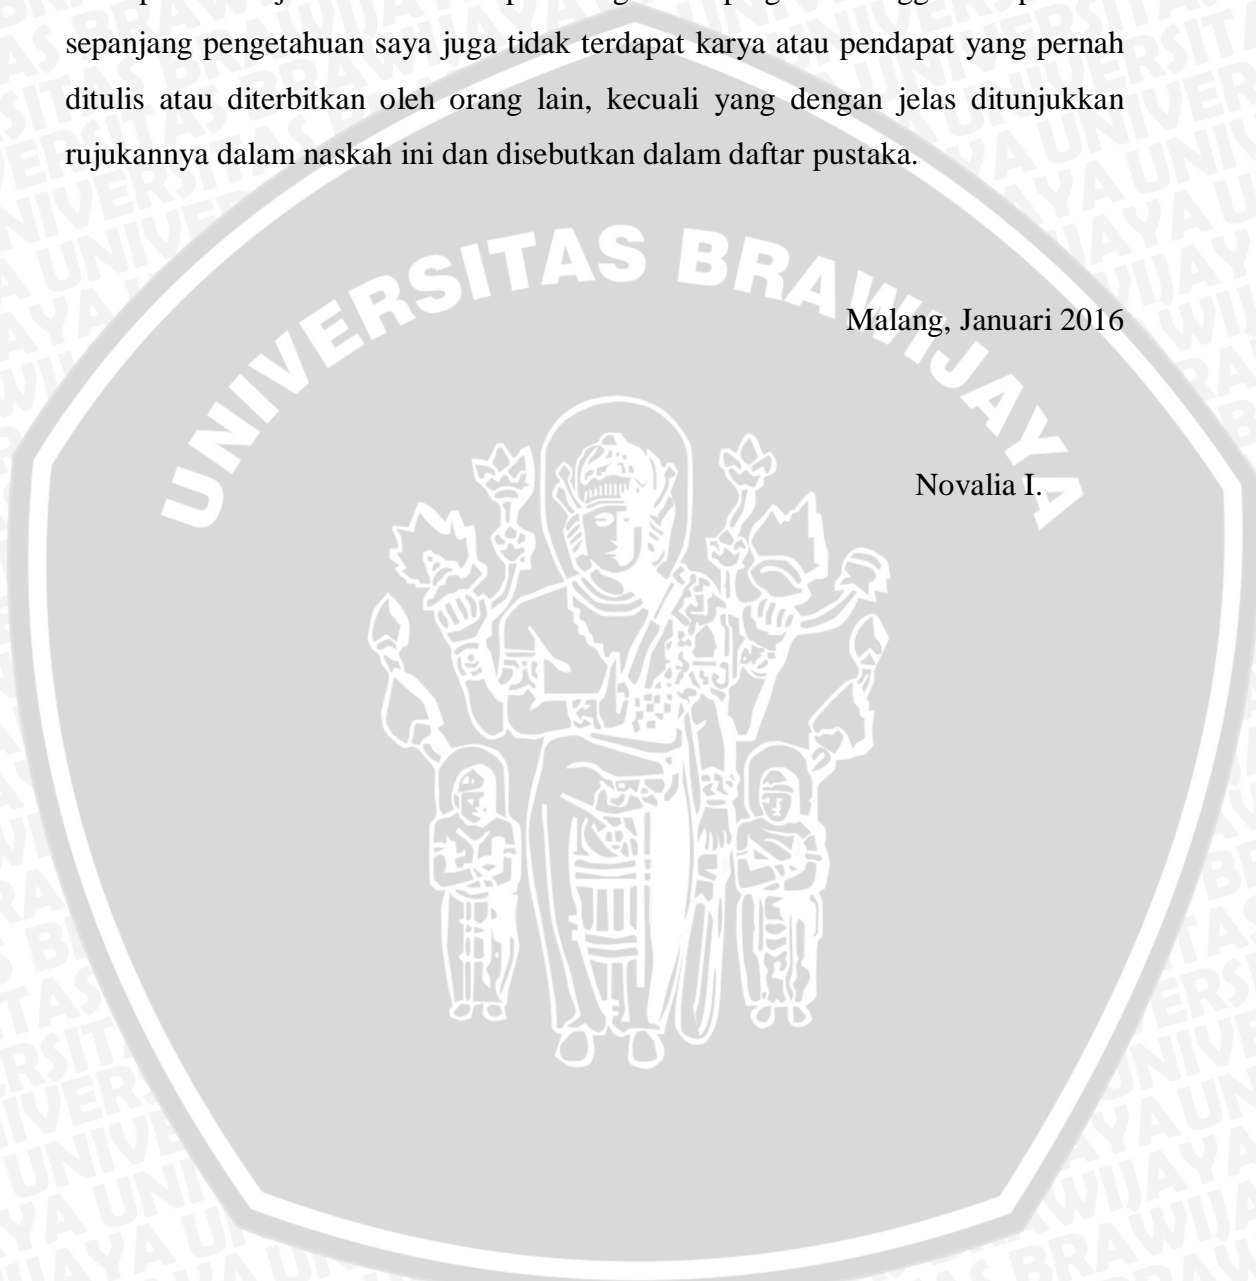 sepanjang pengetahuan saya juga tidak terdapat karya atau pendapat yang pernah
ditulis atau diterbitkan oleh orang lain, kecuali yang dengan jelas ditunjukkan
rujukannya dalam naskah ini dan disebutkan dalam daftar pustaka.
UNIVERSITAS BRAWIJAYA
Malang, Januari 2016
Novalia I.